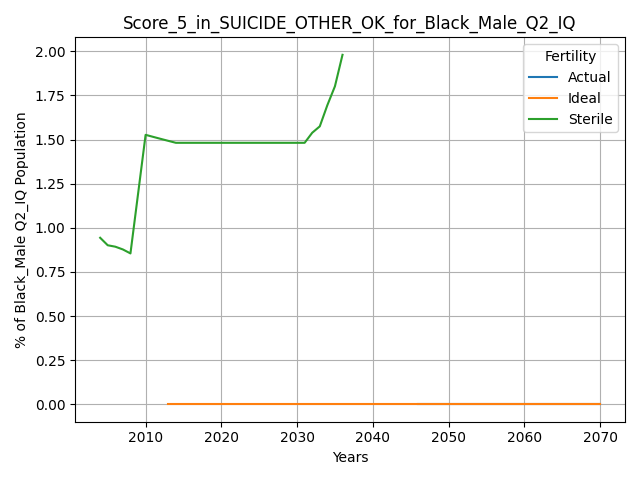 Score_5_in_SUICIDE_OTHER_OK_for_Black_Male_Q2_IQ
% of Black_Male Q2_IQ Population
2.00
1.75
1.50
1.25
1.00
0.75
0.50
0.25
0.00
Fertility
Actual
Ideal
Sterile
2010 2020 2030 2040 2050 2060 2070
Years